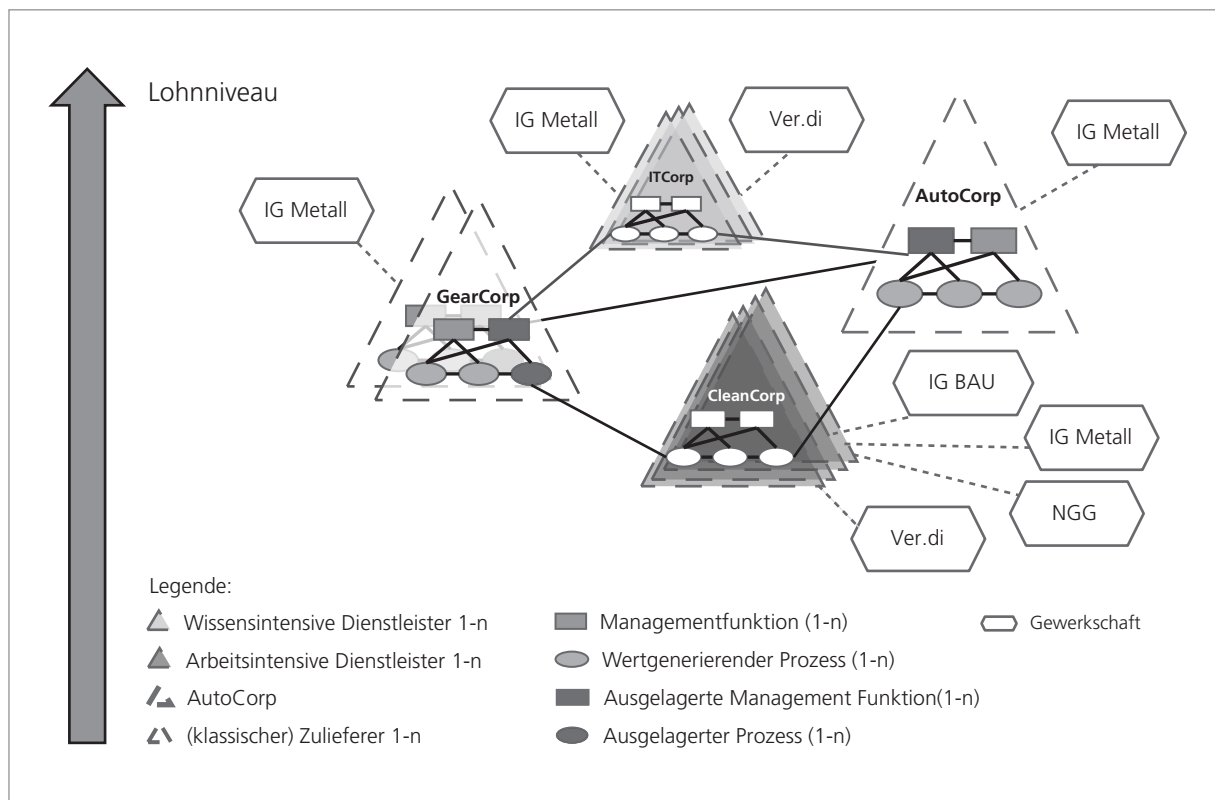 Lohnniveau
IG Metall
Ver.di
IG Metall
ITCorp
IG Metall
AutoCorp
GearCorp
IG BAU
CleanCorp
IG Metall
NGG
Ver.di
Legende:
Wissensintensive Dienstleister 1-n
Arbeitsintensive Dienstleister 1-n
AutoCorp
(klassischer) Zulieferer 1-n
Managementfunktion (1-n)
Wertgenerierender Prozess (1-n)
Ausgelagerte Management Funktion(1-n)
Ausgelagerter Prozess (1-n)
Gewerkschaft